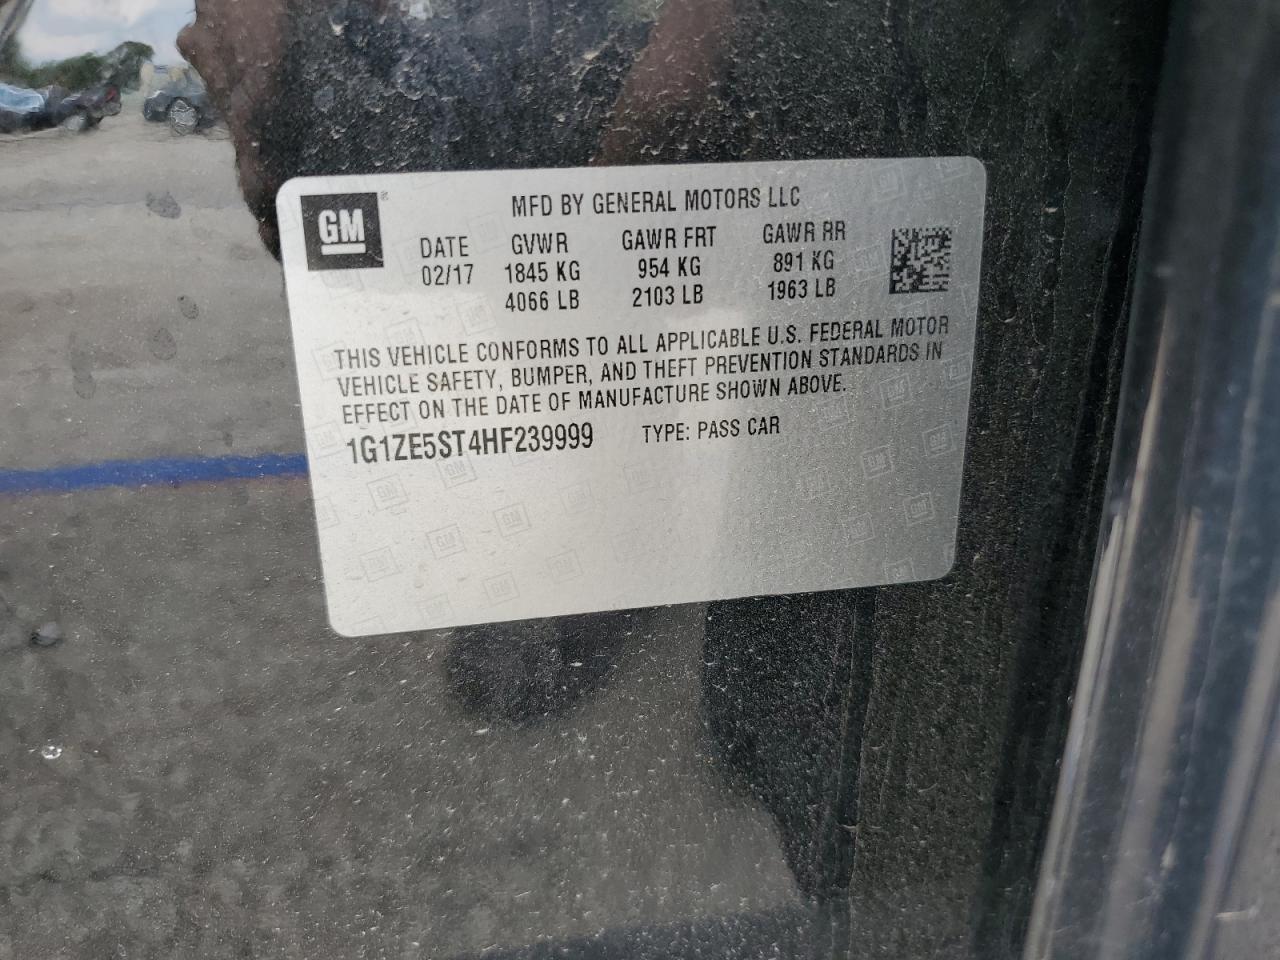 GM®
MFD BY GENERAL MOTORS LLC
DATE GVWR GAWR FRT GAWR RR
02/17 1845 KG 954 KG 891 KG
4066 LB 2103 LB 1963 LB
THIS VEHICLE CONFORMS TO ALL APPLICABLE U.S. FEDERAL MOTOR
VEHICLE SAFETY, BUMPER, AND THEFT PREVENTION STANDARDS IN
EFFECT ON THE DATE OF MANUFACTURE SHOWN ABOVE.
1G1ZE5ST4HF239999 TYPE: PASS CAR